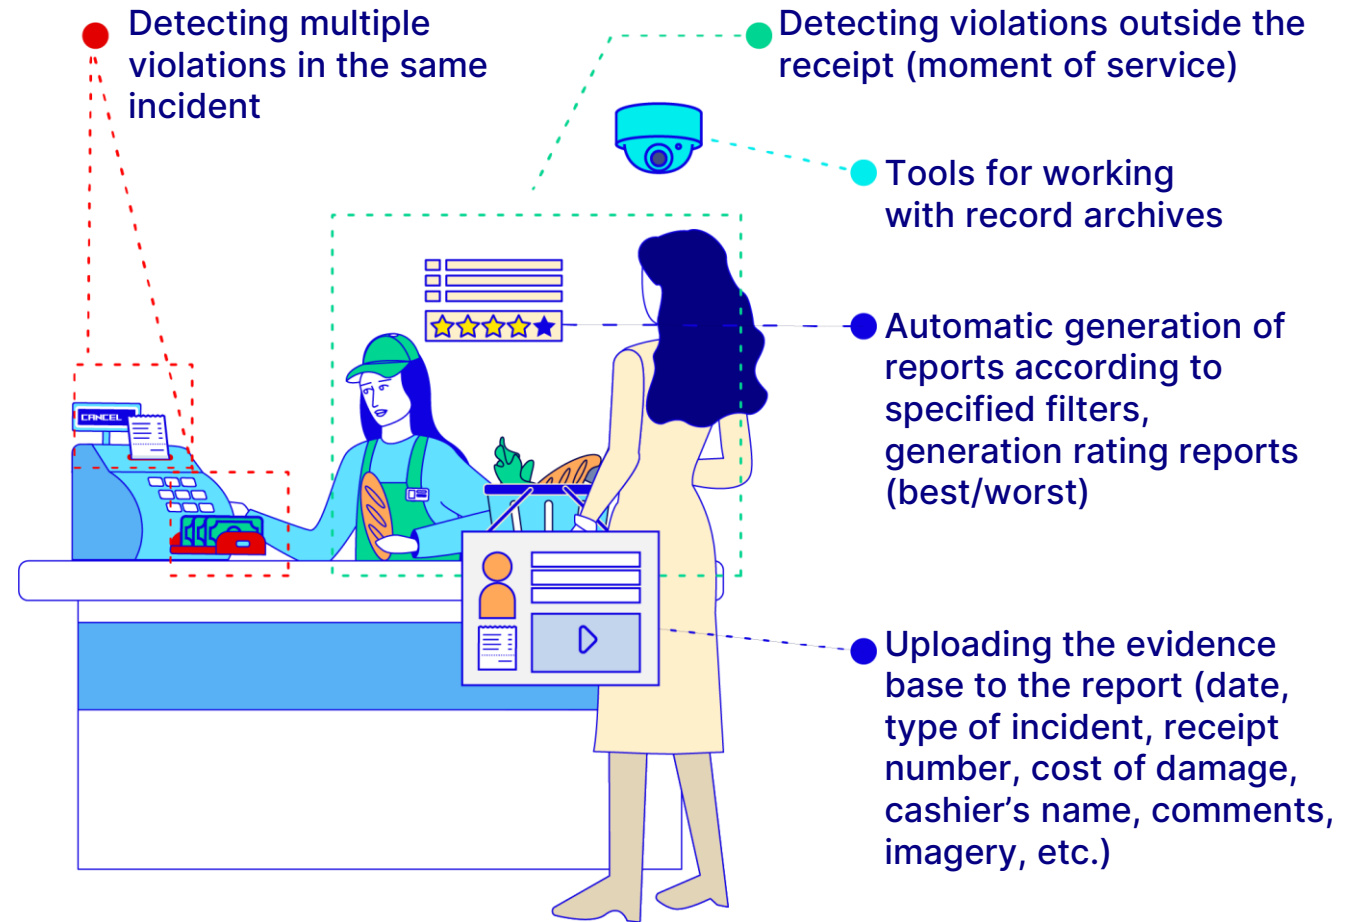 Detecting multiple
violations in the same
incident
Detecting violations outside the
receipt (moment of service)
Tools for working
with record archives
Automatic generation of
reports according to
specified filters,
generation rating reports
(best/worst)
CANCEL
Uploading the evidence
base to the report (date,
type of incident, receipt
number, cost of damage,
cashier’s name, comments,
imagery, etc.)